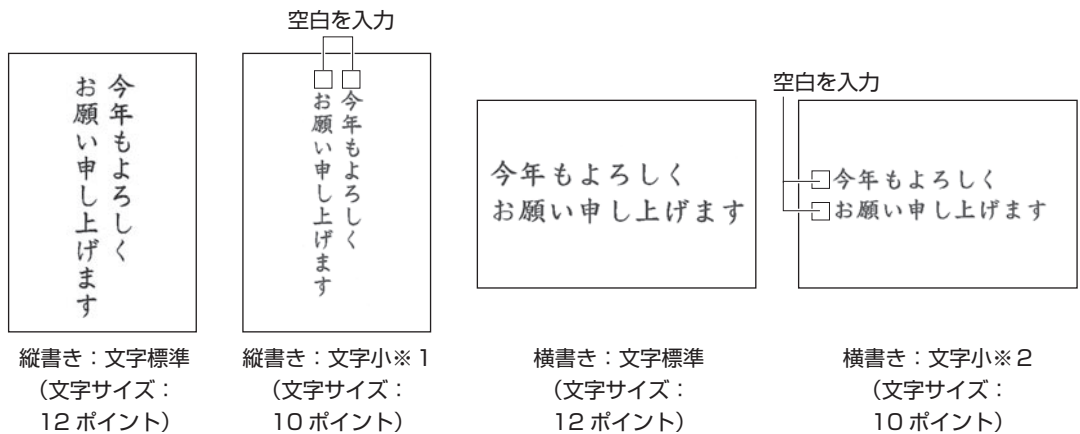 空白を入力
今年もよろしく
お願い申し上げます
縦書き：文字標準
（文字サイズ：
12 ポイント）
今年もよろしく
お願い申し上げます
縦書き：文字小※１
（文字サイズ：
10 ポイント）
今年もよろしく
お願い申し上げます
横書き：文字標準
（文字サイズ：
12 ポイント）
空白を入力
今年もよろしく
お願い申し上げます
横書き：文字小※２
（文字サイズ：
10 ポイント）